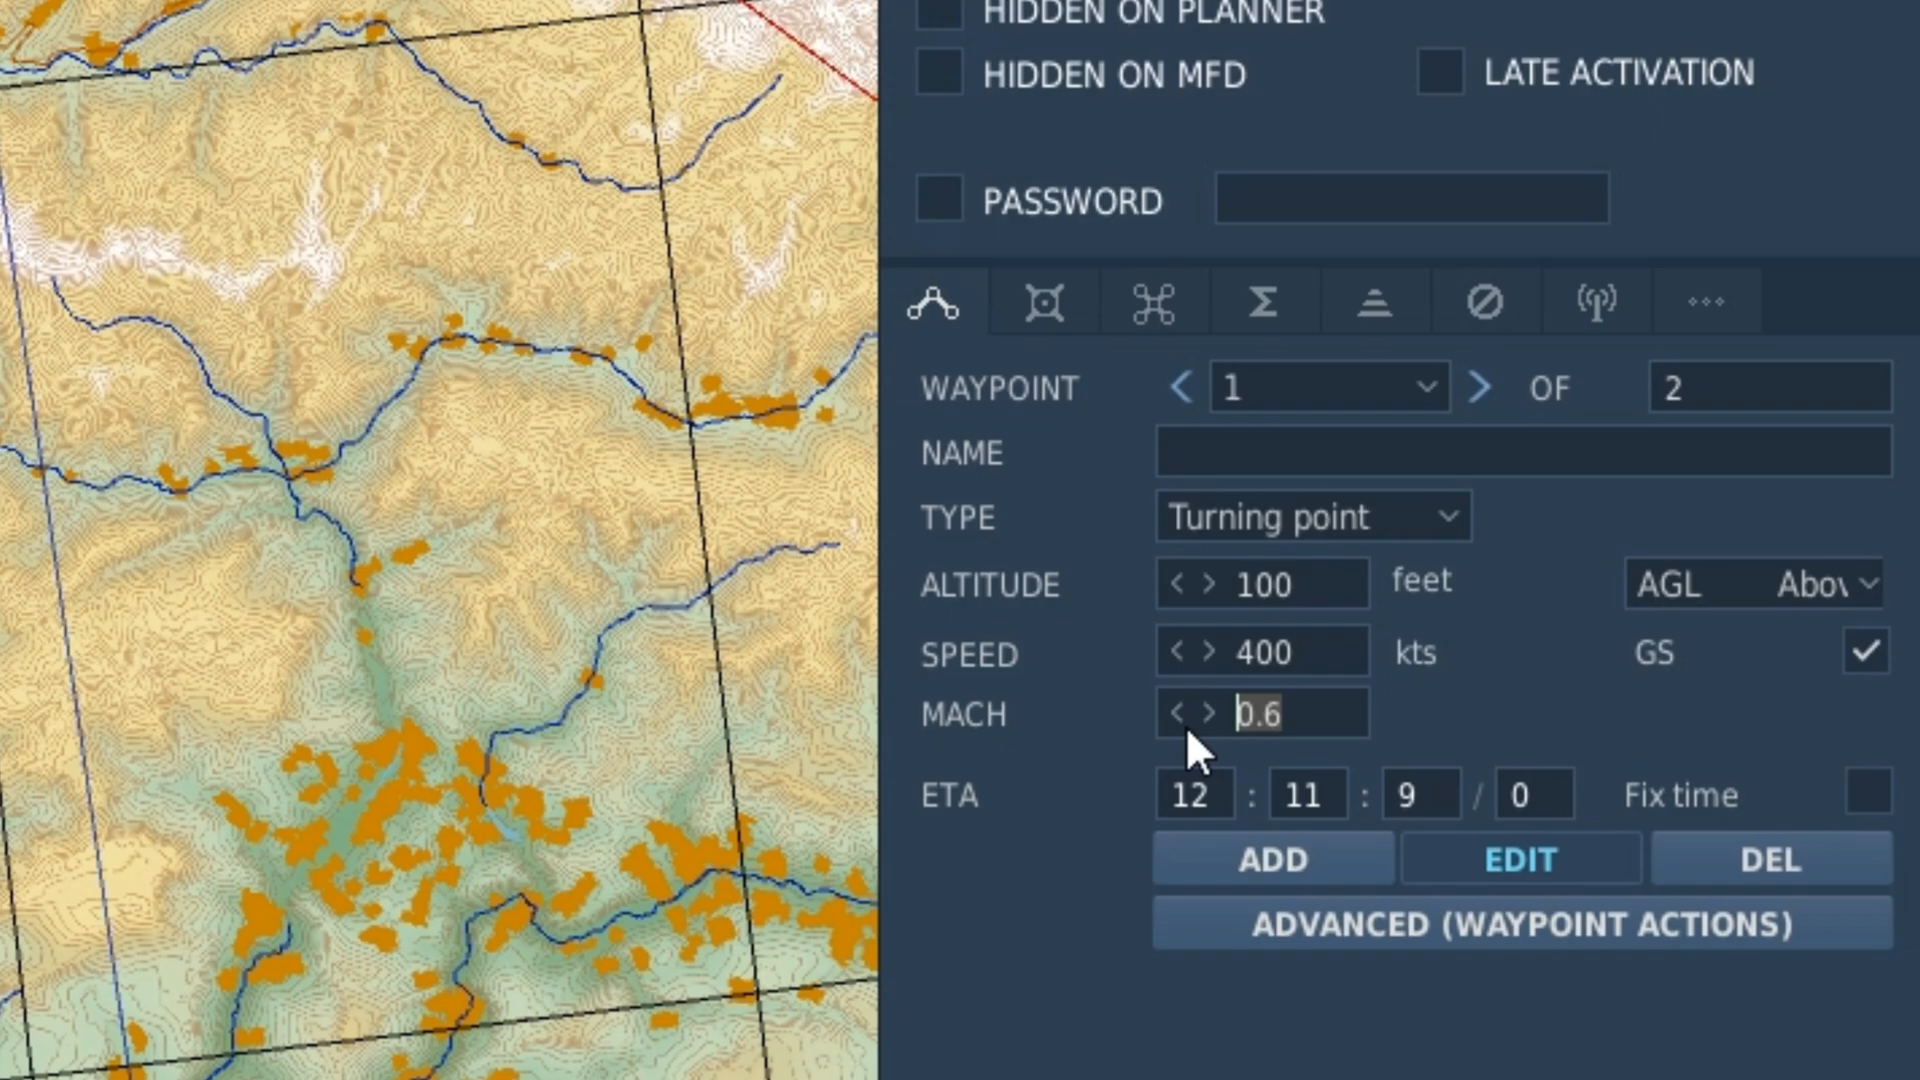 HIDDEN ON PLANNER
HIDDEN ON MFD LATE ACTIVATION
PASSWORD
WAYPOINT < 1 > OF 2
NAME
TYPE Turning point
ALTITUDE < > 100 feet AGL Abov
SPEED < > 400 kts GS
MACH < > 0.6
ETA 12 : 11 : 9 / 0 Fix time
ADD EDIT DEL
ADVANCED (WAYPOINT ACTIONS)